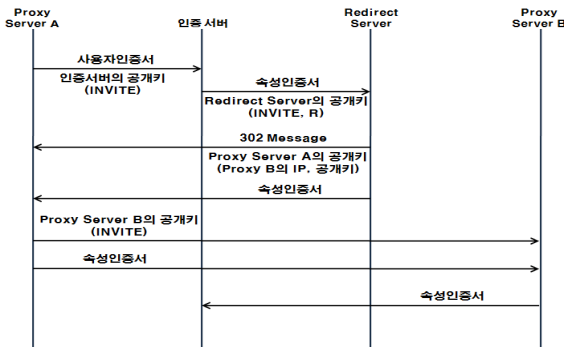 Proxy
Server A
인증 서버
Redirect
Server
Proxy
Server B
사용자인증서
인증서버의 공개키
(INVITE)
속성인증서
Redirect Server의 공개키
(INVITE, R)
302 Message
Proxy Server A의 공개키
(Proxy B의 IP, 공개키)
속성인증서
Proxy Server B의 공개키
(INVITE)
속성인증서
속성인증서